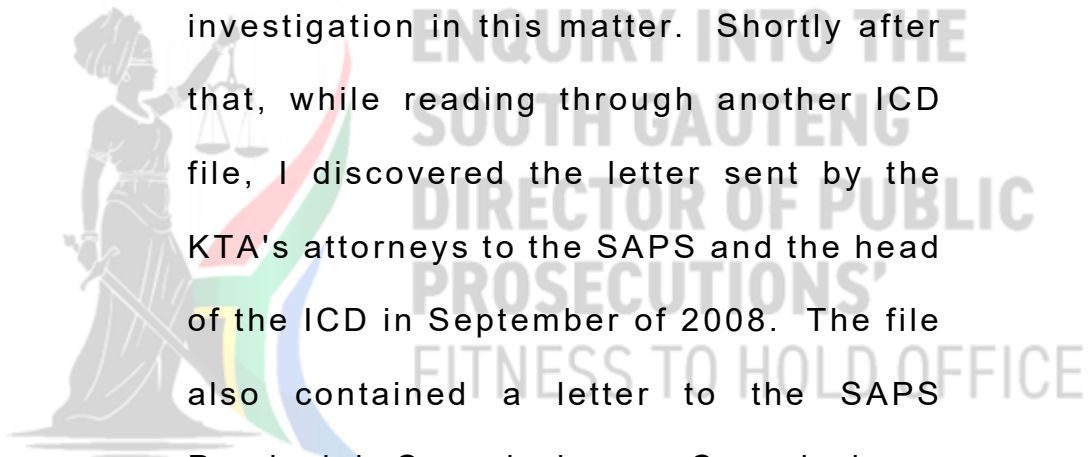 investigation in this matter. Shortly after
that, while reading through another ICD
file, I discovered the letter sent by the
KTA's attorneys to the SAPS and the head
of the ICD in September of 2008. The file
also contained a letter to the SAPS
ENQUIRY INTO THE
SOUTH GAUTENG
DIRECTOR OF PUBLIC
PROSECUTIONS'
FITNESS TO HOLD OFFICE